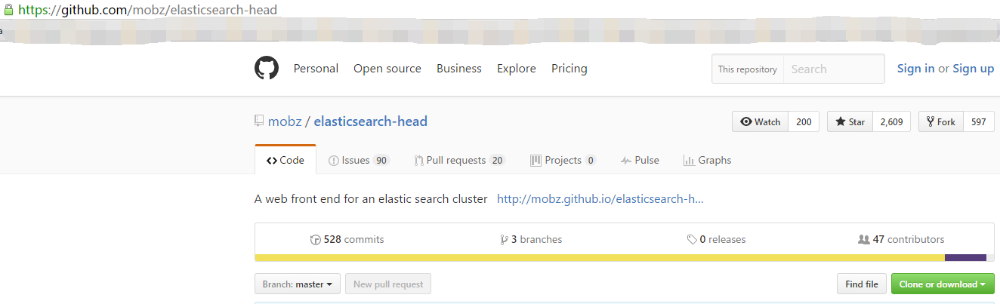 https://github.com/mobz/elasticsearch-head
a
Personal Open source Business Explore Pricing This repository Search Sign in or Sign up
mobz / elasticsearch-head Watch 200 Star 2,609 Fork 597
Code Issues 90 Pull requests 20 Projects 0 Pulse Graphs
A web front end for an elastic search cluster http://mobz.github.io/elasticsearch-h...
528 commits 3 branches 0 releases 47 contributors
Branch: master New pull request Find file Clone or download